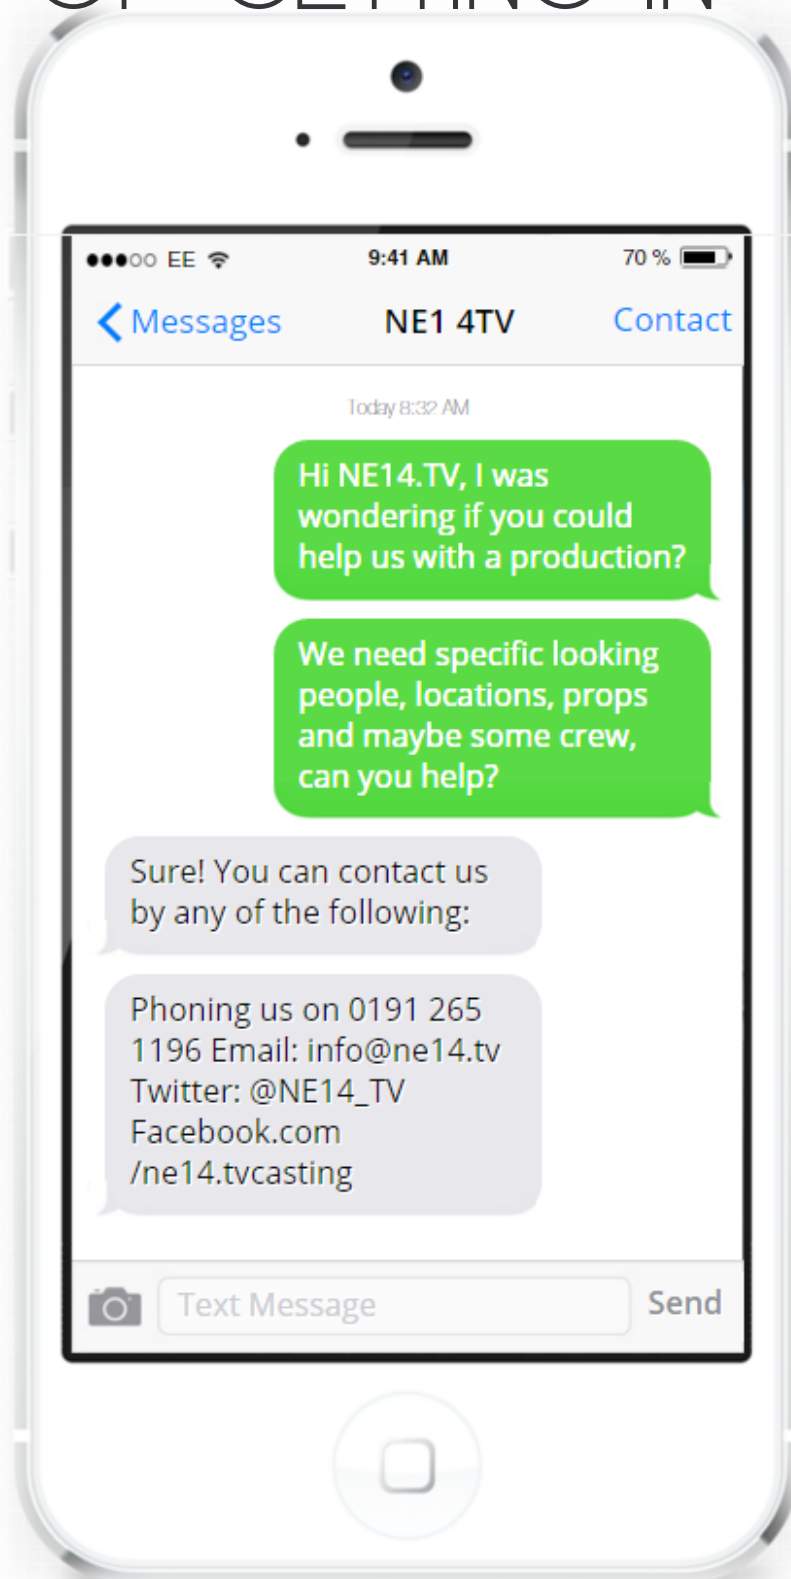 OF GETTING IN
EE 9:41 AM 70 %
Messages NE1 4TV Contact
Today 8:32 AM
Hi NE14.TV, I was
wondering if you could
help us with a production?
We need specific looking
people, locations, props
and maybe some crew,
can you help?
Sure! You can contact us
by any of the following:
Phoning us on 0191 265
1196 Email: info@ne14.tv
Twitter: @NE14_TV
Facebook.com
/ne14.tvcasting
Text Message Send